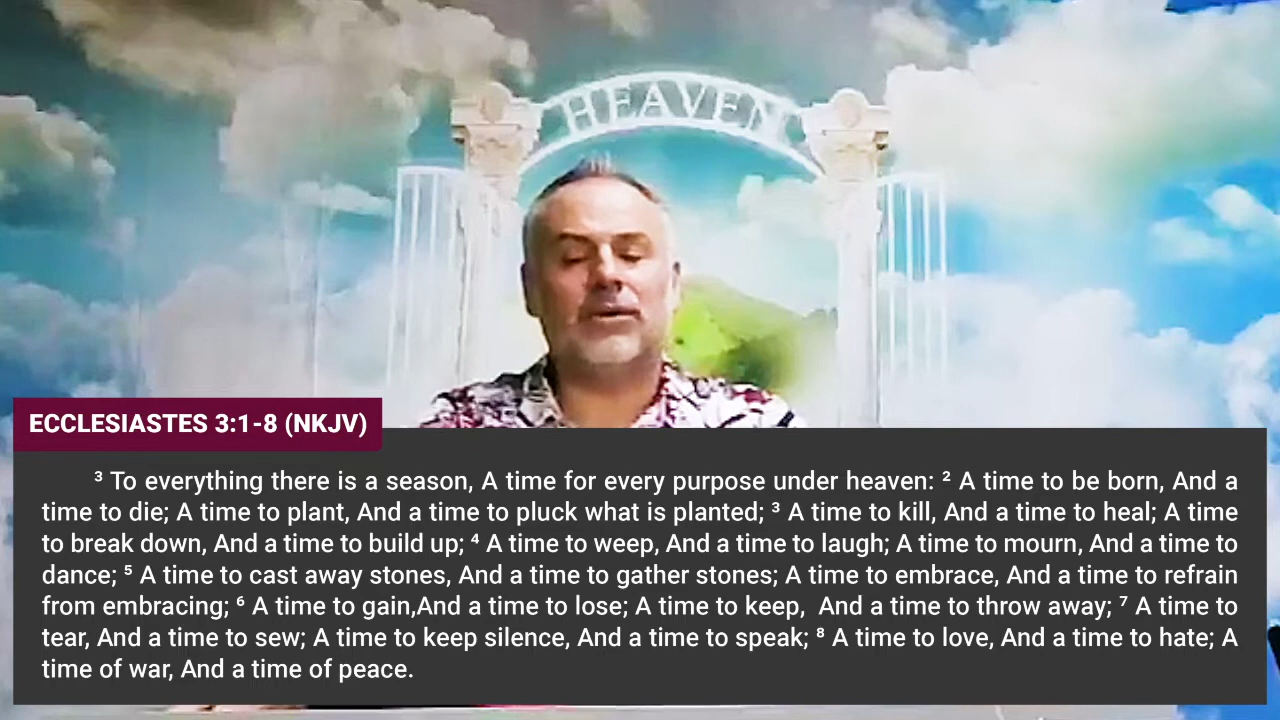 HEAVEN
ECCLESIASTES 3:1-8 (NKJV)
³ To everything there is a season, A time for every purpose under heaven: ² A time to be born, And a
time to die; A time to plant, And a time to pluck what is planted; ³ A time to kill, And a time to heal; A time
to break down, And a time to build up; ⁴ A time to weep, And a time to laugh; A time to mourn, And a time to
dance; ⁵ A time to cast away stones, And a time to gather stones; A time to embrace, And a time to refrain
from embracing; ⁶ A time to gain,And a time to lose; A time to keep,  And a time to throw away; ⁷ A time to
tear, And a time to sew; A time to keep silence, And a time to speak; ⁸ A time to love, And a time to hate; A
time of war, And a time of peace.